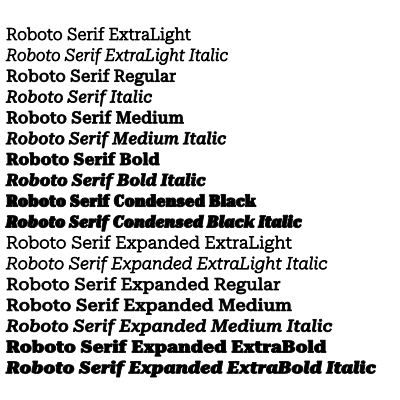 Roboto Serif ExtraLight
Roboto Serif ExtraLight Italic
Roboto Serif Regular
Roboto Serif Italic
Roboto Serif Medium
Roboto Serif Medium Italic
Roboto Serif Bold
Roboto Serif Bold Italic
Roboto Serif Condensed Black
Roboto Serif Condensed Black Italic
Roboto Serif Expanded ExtraLight
Roboto Serif Expanded ExtraLight Italic
Roboto Serif Expanded Regular
Roboto Serif Expanded Medium
Roboto Serif Expanded Medium Italic
Roboto Serif Expanded ExtraBold
Roboto Serif Expanded ExtraBold Italic